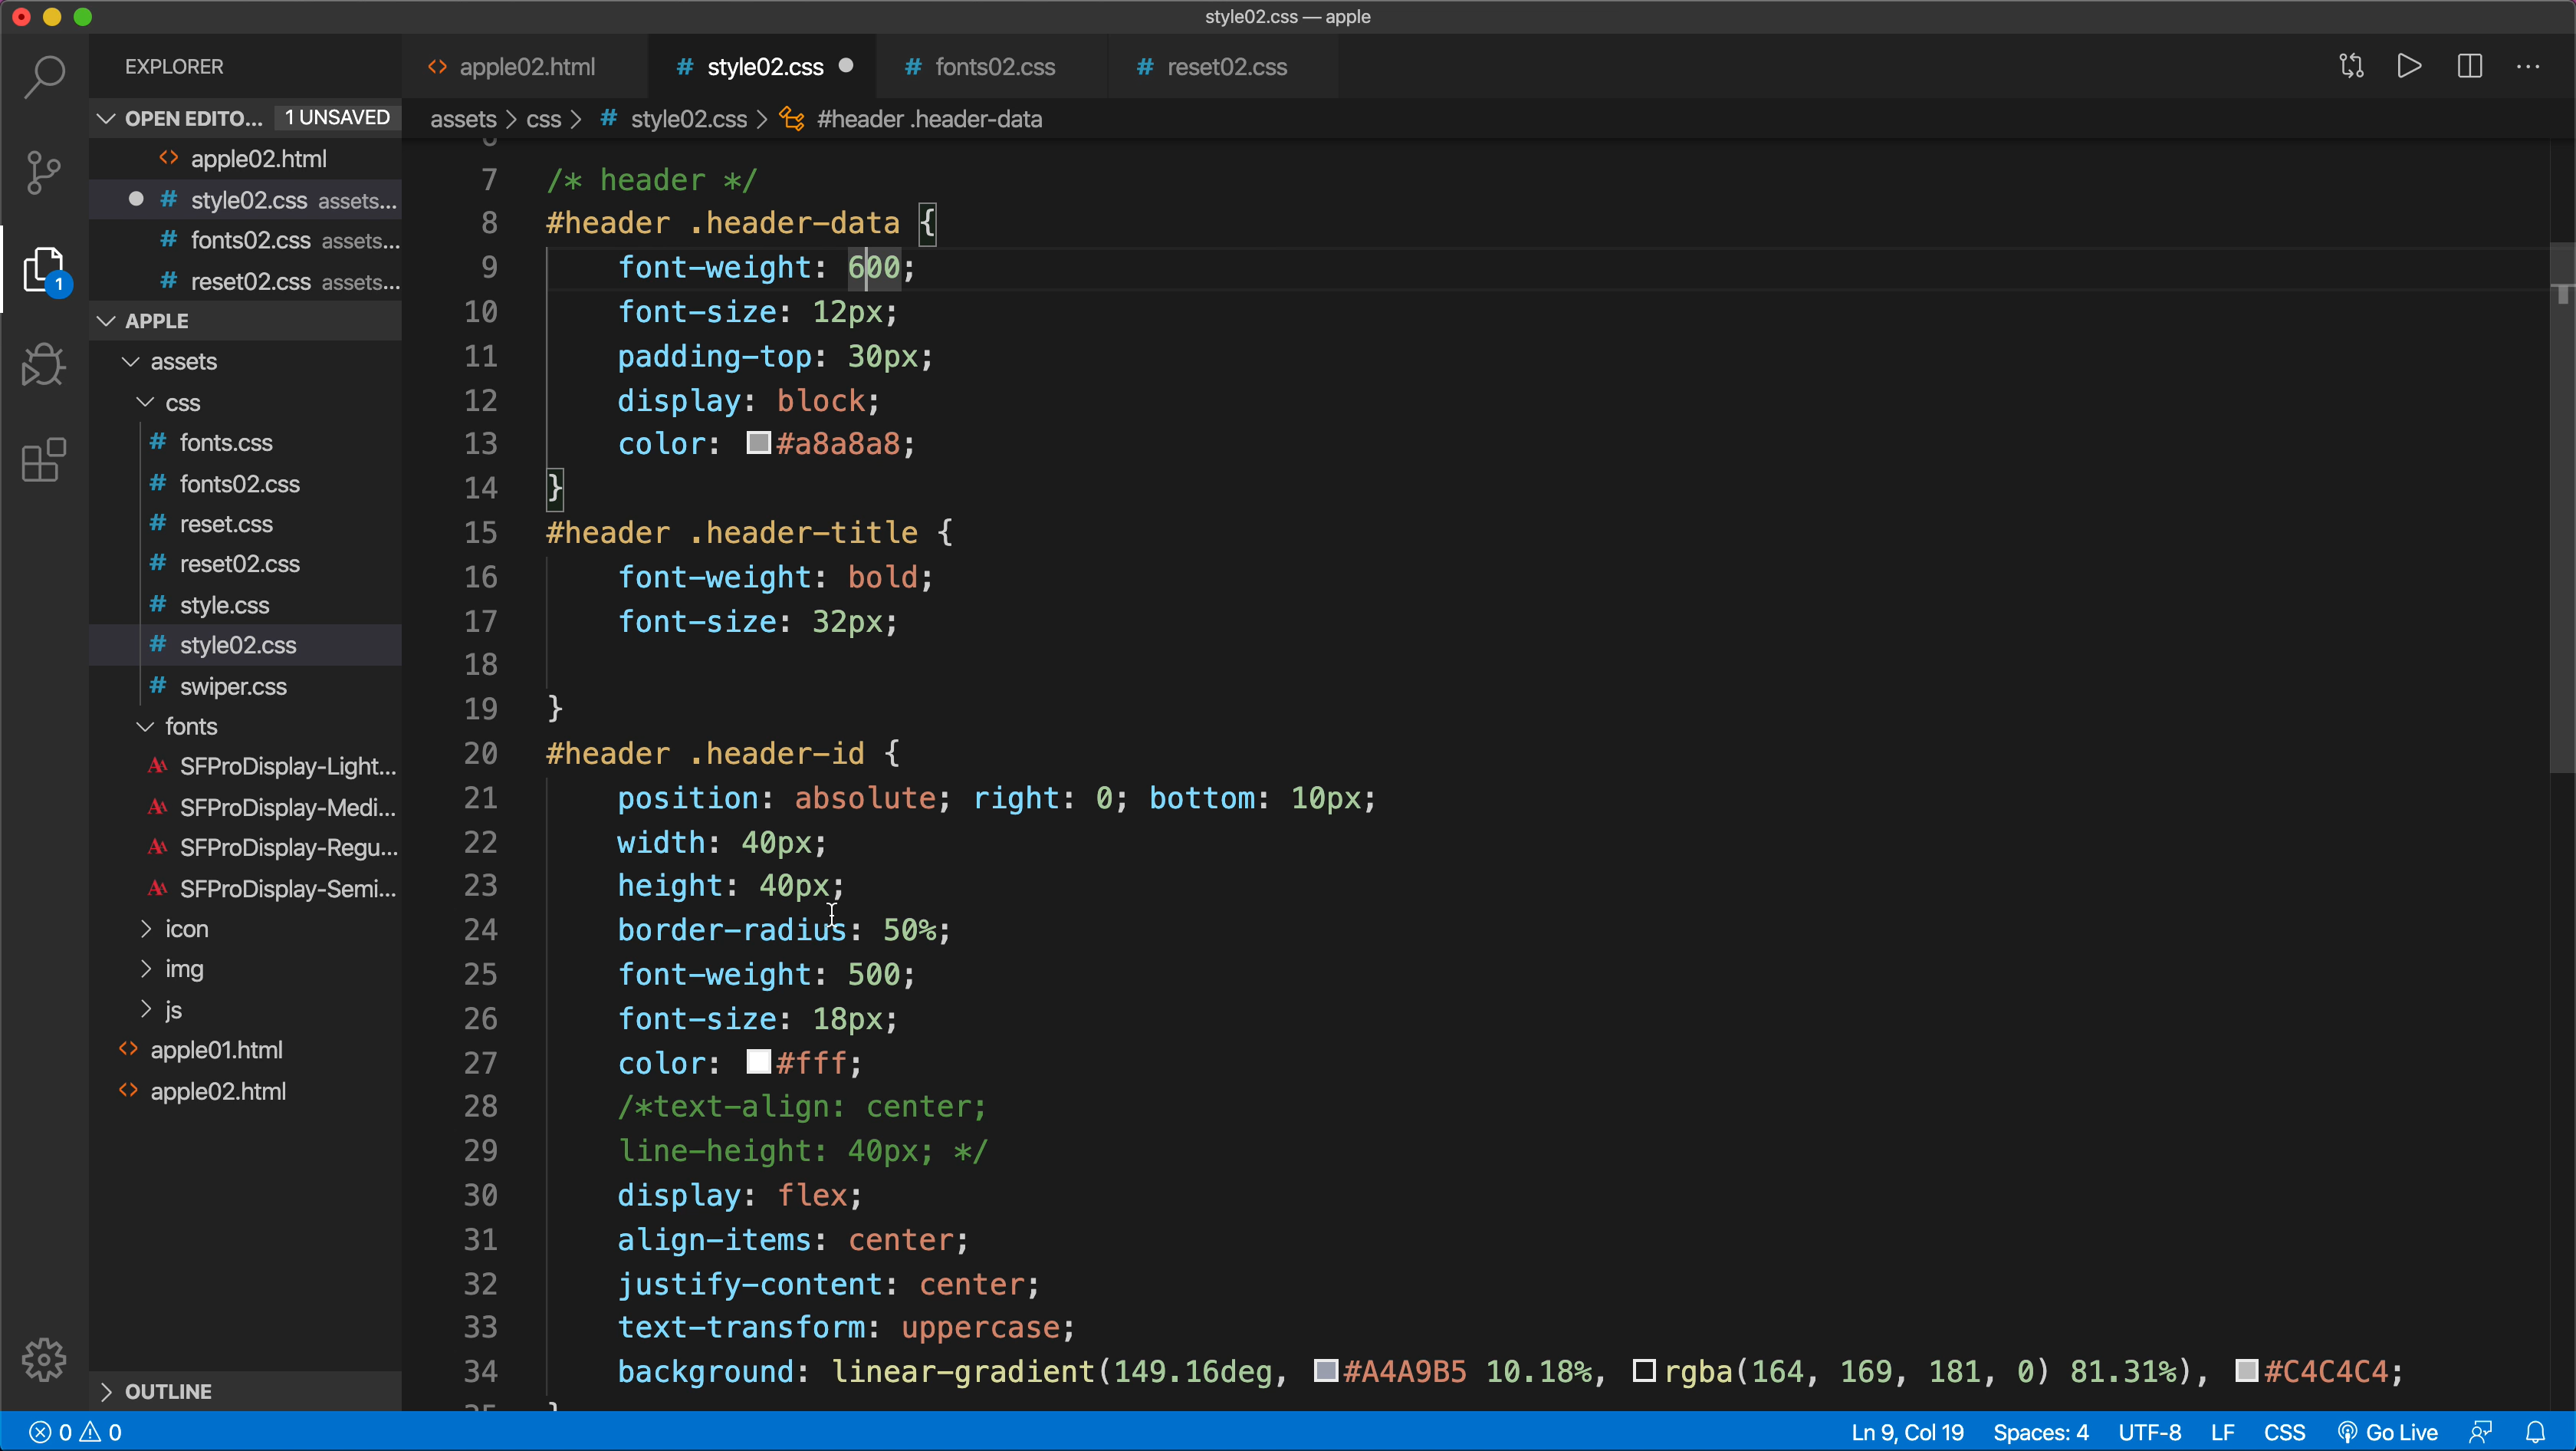 style02.css — apple
EXPLORER
OPEN EDITO... 1 UNSAVED
apple02.html
style02.css assets...
fonts02.css assets...
reset02.css assets...
APPLE
assets
css
fonts.css
fonts02.css
reset.css
reset02.css
style.css
style02.css
swiper.css
fonts
SFProDisplay-Light...
SFProDisplay-Medi...
SFProDisplay-Regu...
SFProDisplay-Semi...
icon
img
js
apple01.html
apple02.html
OUTLINE
1
apple02.html # style02.css # fonts02.css # reset02.css
assets > css > # style02.css > #header .header-data
7 /* header */
8 #header .header-data {
9 font-weight: 600;
10 font-size: 12px;
11 padding-top: 30px;
12 display: block;
13 color: #a8a8a8;
14 }
15 #header .header-title {
16 font-weight: bold;
17 font-size: 32px;
18
19 }
20 #header .header-id {
21 position: absolute; right: 0; bottom: 10px;
22 width: 40px;
23 height: 40px;
24 border-radius: 50%;
25 font-weight: 500;
26 font-size: 18px;
27 color: #fff;
28 /*text-align: center;
29 line-height: 40px; */
30 display: flex;
31 align-items: center;
32 justify-content: center;
33 text-transform: uppercase;
34 background: linear-gradient(149.16deg, #A4A9B5 10.18%, rgba(164, 169, 181, 0) 81.31%), #C4C4C4;
0 0 Ln 9, Col 19 Spaces: 4 UTF-8 LF CSS Go Live